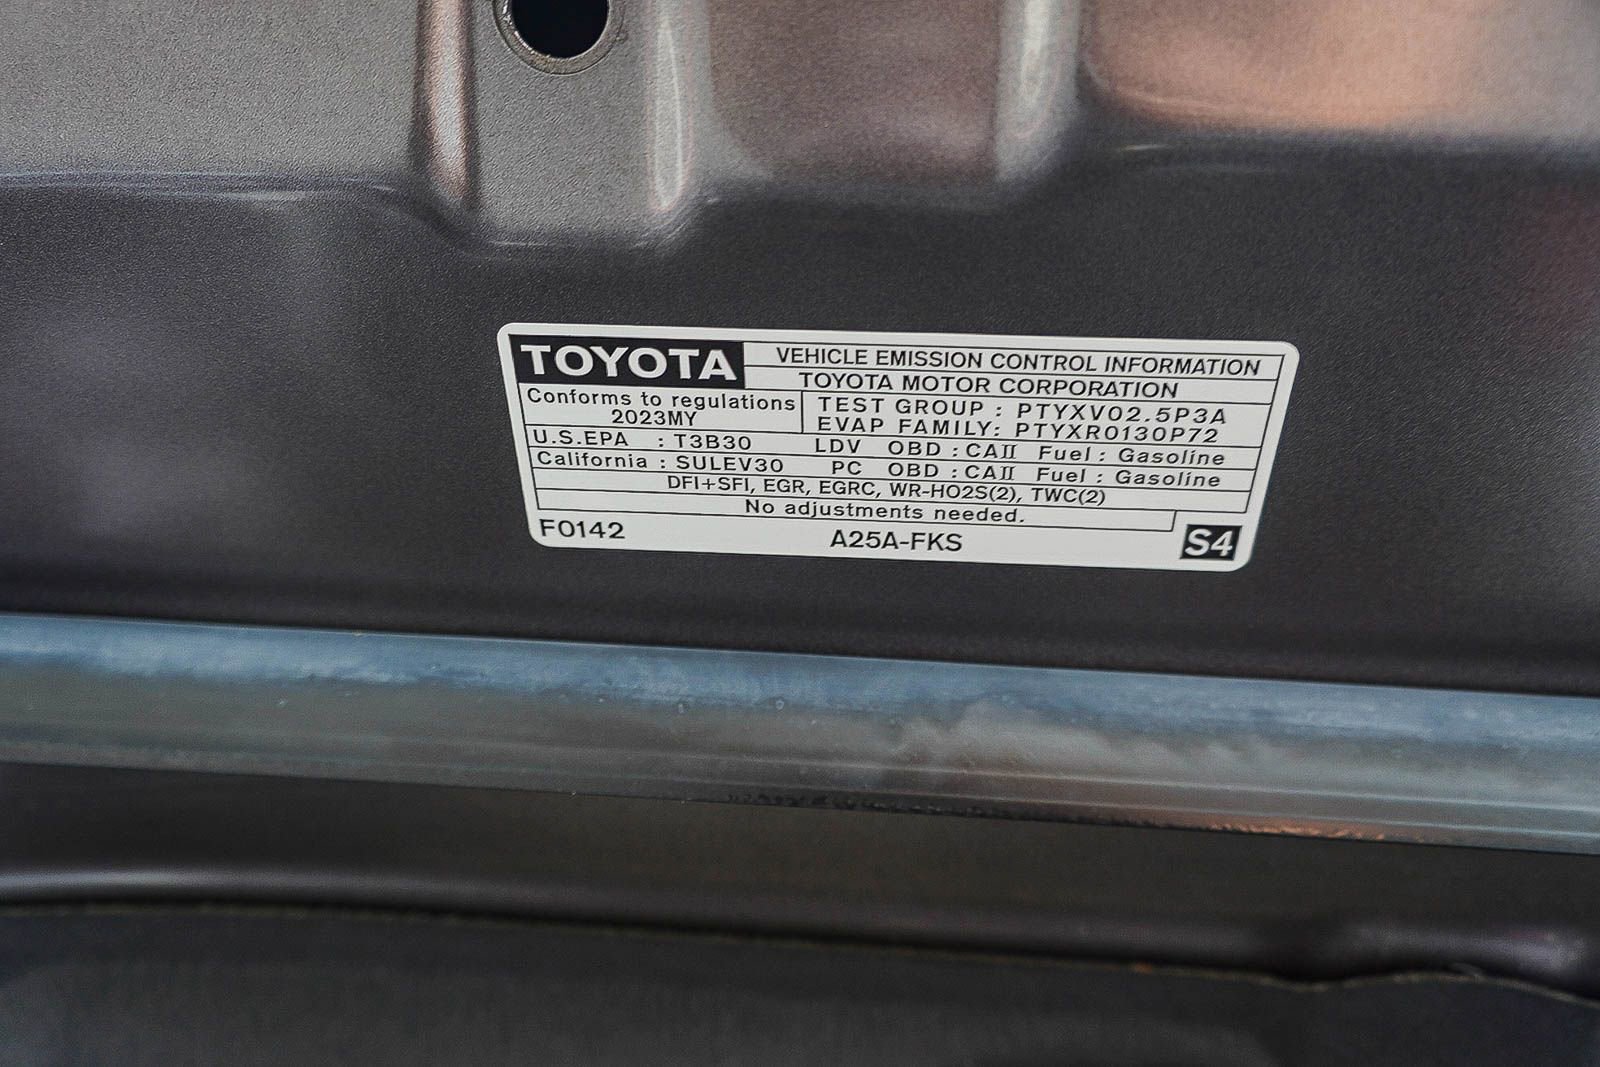 TOYOTA
VEHICLE EMISSION CONTROL INFORMATION
TOYOTA MOTOR CORPORATION
Conforms to regulations
2023MY
TEST GROUP : PTYXV02.5P3A
EVAP FAMILY: PTYXR0130P72
U.S.EPA : T3B30 LDV OBD : CAII Fuel : Gasoline
California : SULEV30 PC OBD : CAII Fuel : Gasoline
DFI+SFI, EGR, EGRC, WR-HO2S(2), TWC(2)
No adjustments needed.
F0142 A25A-FKS S4